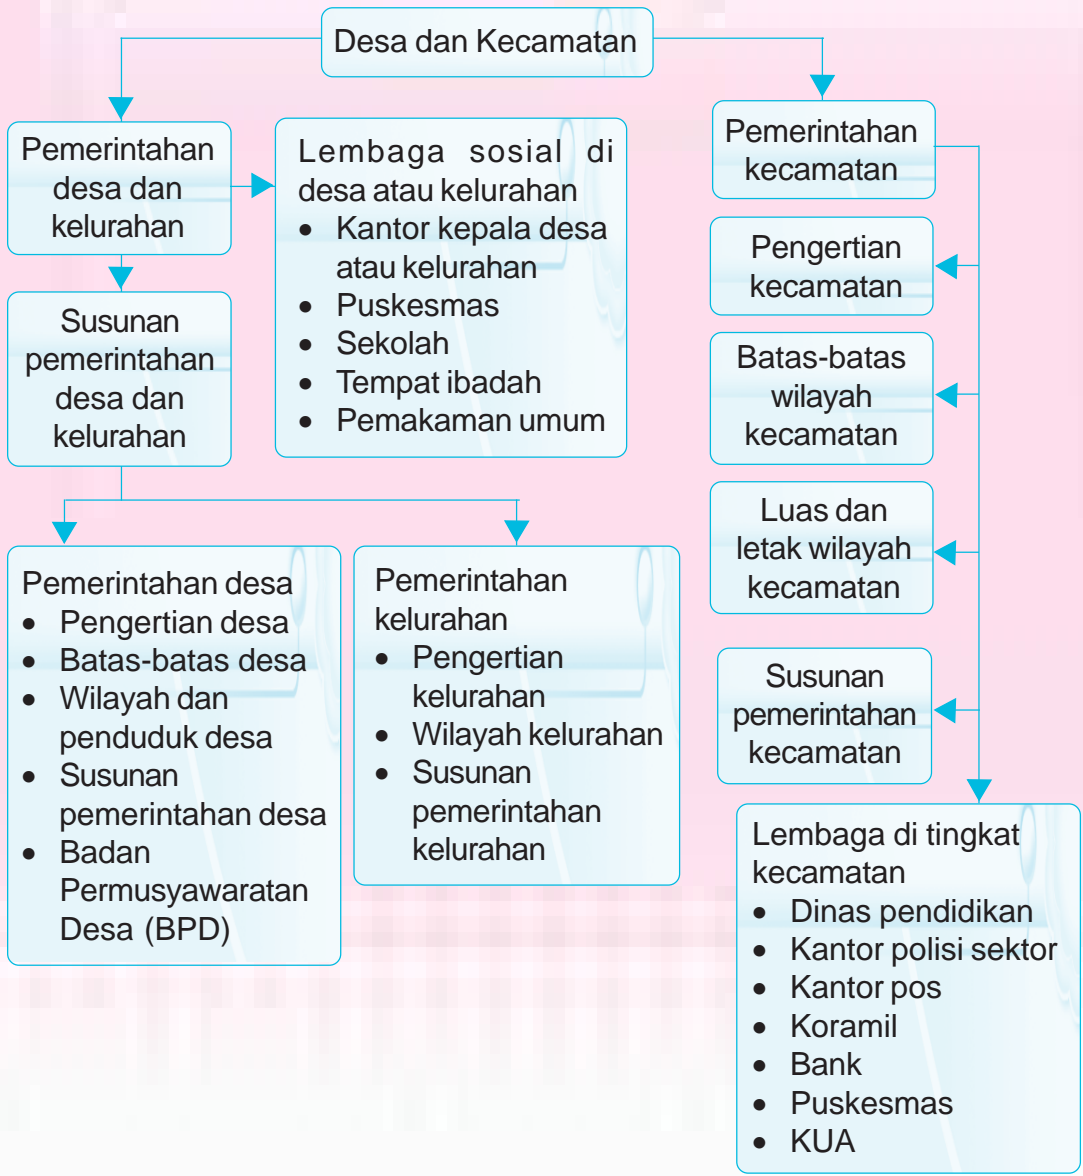 Desa dan Kecamatan
Pemerintahan
desa dan
kelurahan
Lembaga sosial di
desa atau kelurahan
• Kantor kepala desa
atau kelurahan
• Puskesmas
• Sekolah
• Tempat ibadah
• Pemakaman umum
Susunan
pemerintahan
desa dan
kelurahan
Pemerintahan desa
• Pengertian desa
• Batas-batas desa
• Wilayah dan
penduduk desa
• Susunan
pemerintahan desa
• Badan
Permusyawaratan
Desa (BPD)
Pemerintahan
kelurahan
• Pengertian
kelurahan
• Wilayah kelurahan
• Susunan
pemerintahan
kelurahan
Pemerintahan
kecamatan
Pengertian
kecamatan
Batas-batas
wilayah
kecamatan
Luas dan
letak wilayah
kecamatan
Susunan
pemerintahan
kecamatan
Lembaga di tingkat
kecamatan
• Dinas pendidikan
• Kantor polisi sektor
• Kantor pos
• Koramil
• Bank
• Puskesmas
• KUA